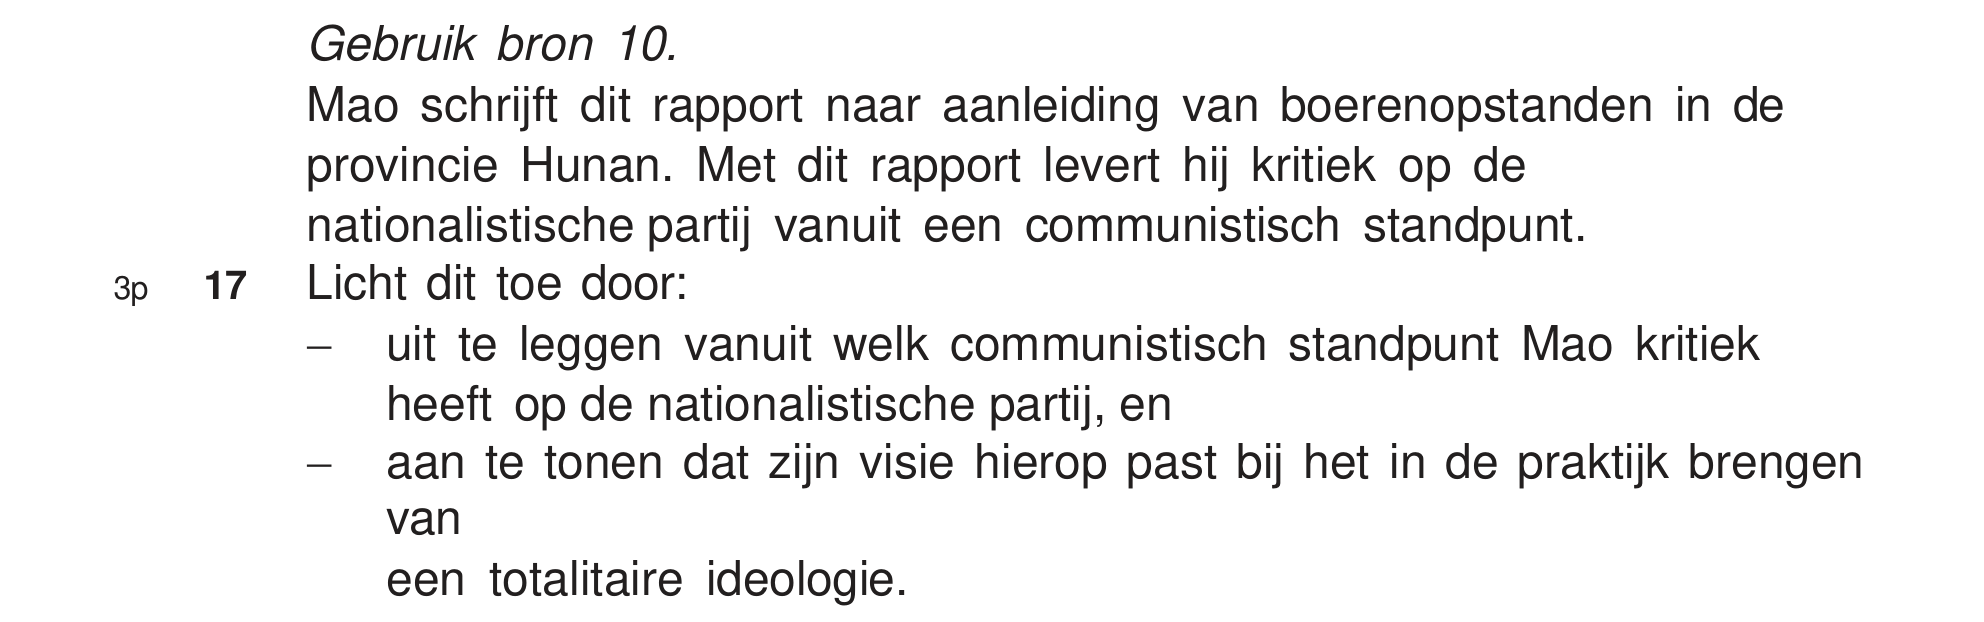 Gebruik bron 10.
Mao schrijft dit rapport naar aanleiding van boerenopstanden in de
provincie Hunan. Met dit rapport levert hij kritiek op de
nationalistische partij vanuit een communistisch standpunt.
3p 17 Licht dit toe door:
– uit te leggen vanuit welk communistisch standpunt Mao kritiek
heeft op de nationalistische partij, en
– aan te tonen dat zijn visie hierop past bij het in de praktijk brengen
van
een totalitaire ideologie.